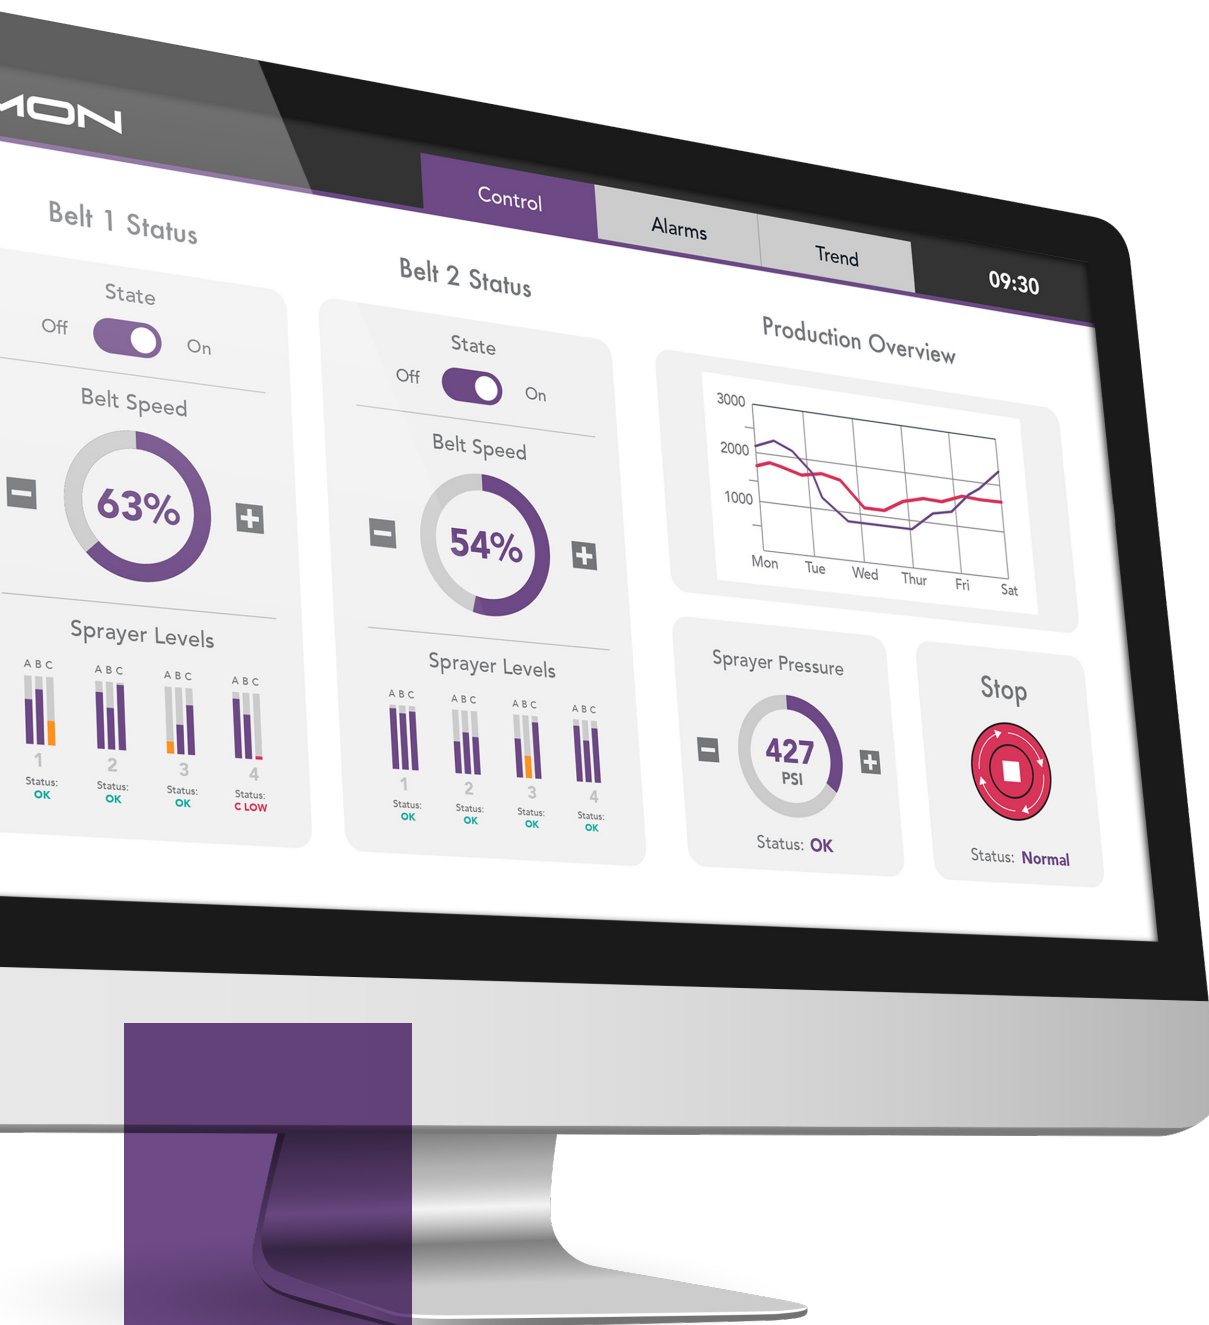 MON
Control
Alarms
Trend
09:30
Belt 1 Status
State
Off
On
Belt Speed
63%
Sprayer Levels
A B C
A B C
A B C
A B C
1
2
3
4
Status:
Status:
Status:
Status:
OK
OK
OK
C LOW
Belt 2 Status
State
Off
On
Belt Speed
54%
Sprayer Levels
A B C
A B C
A B C
A B C
1
2
3
4
Status:
Status:
Status:
Status:
OK
OK
OK
OK
Production Overview
3000
2000
1000
Mon
Tue
Wed
Thur
Fri
Sat
Sprayer Pressure
427
PSI
Status: OK
Stop
Status: Normal